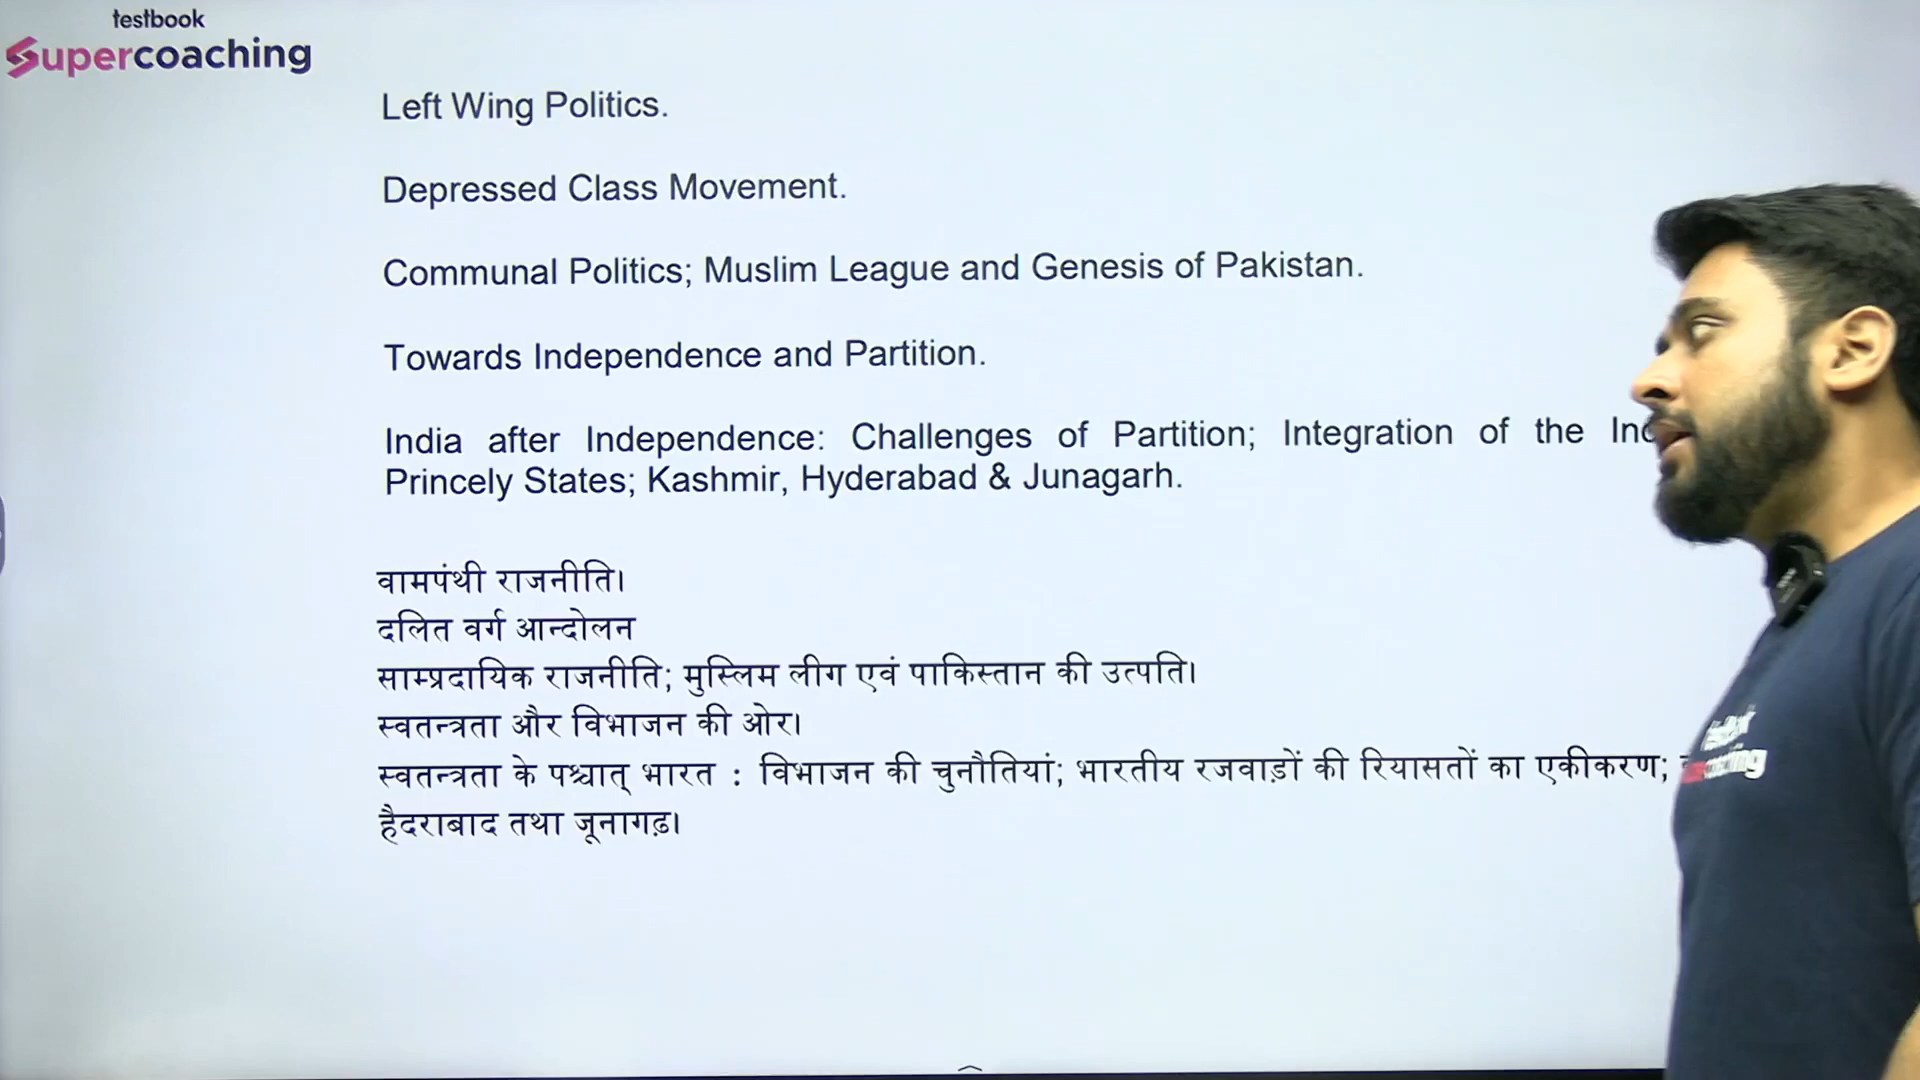 testbook
Supercoaching
Left Wing Politics.
Depressed Class Movement.
Communal Politics; Muslim League and Genesis of Pakistan.
Towards Independence and Partition.
India after Independence: Challenges of Partition; Integration of the
Princely States; Kashmir, Hyderabad & Junagarh.
वामपंथी राजनीति।
दलित वर्ग आन्दोलन
साम्प्रदायिक राजनीति; मुस्लिम लीग एवं पाकिस्तान की उत्पति।
स्वतन्त्रता और विभाजन की ओर।
स्वतन्त्रता के पश्चात् भारत : विभाजन की चुनौतियां; भारतीय रजवाड़ों की रियासतों का एकीकरण;
हैदराबाद तथा जूनागढ़।